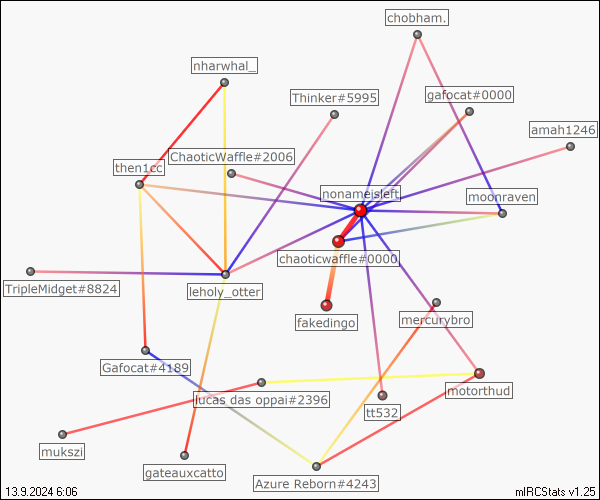 chobham.
nharwhal_
Thinker#5995
gafocat#0000
amah1246
ChaoticWaffle#2006
then1cc
nonameisleft
moonraven
chaoticwaffle#0000
TripleMidget#8824
leholy_otter
fakedingo
mercurybro
Gafocat#4189
motorthud
lucas das oppai#2396
tt532
mukszi
gateauxcatto
Azure Reborn#4243
13.9.2024 6:06
mIRCStats v1.25